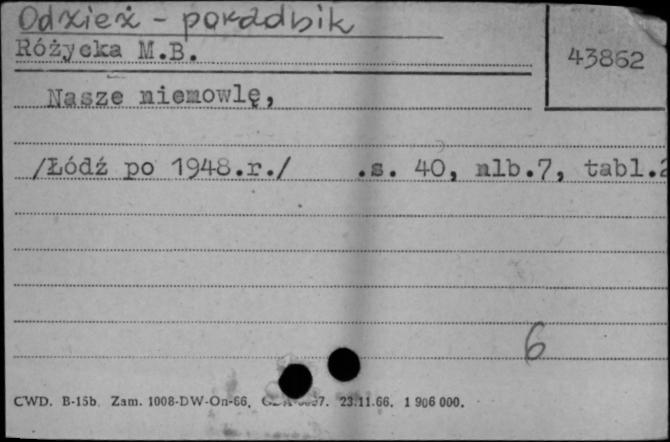 Odzież - poradnik
Różycka M.B.
43862
Nasze niemowlę,
/Łódź po 1948.r./ .s. 40, nlb.7, tabl.2
6
CWD. B-15b. Zam. 1008-DW-On-66, 23.11.66. 1 906 000.